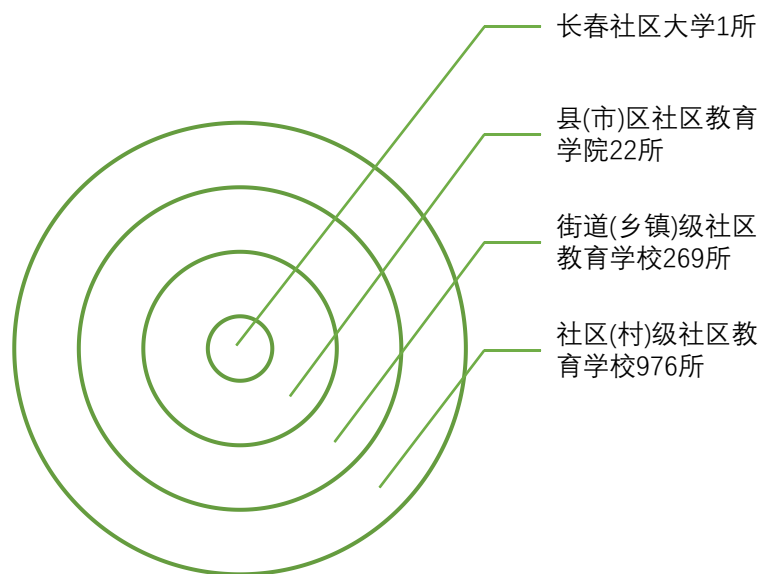 长春社区大学1所
县(市)区社区教育
学院22所
街道(乡镇)级社区
教育学校269所
社区(村)级社区教
育学校976所